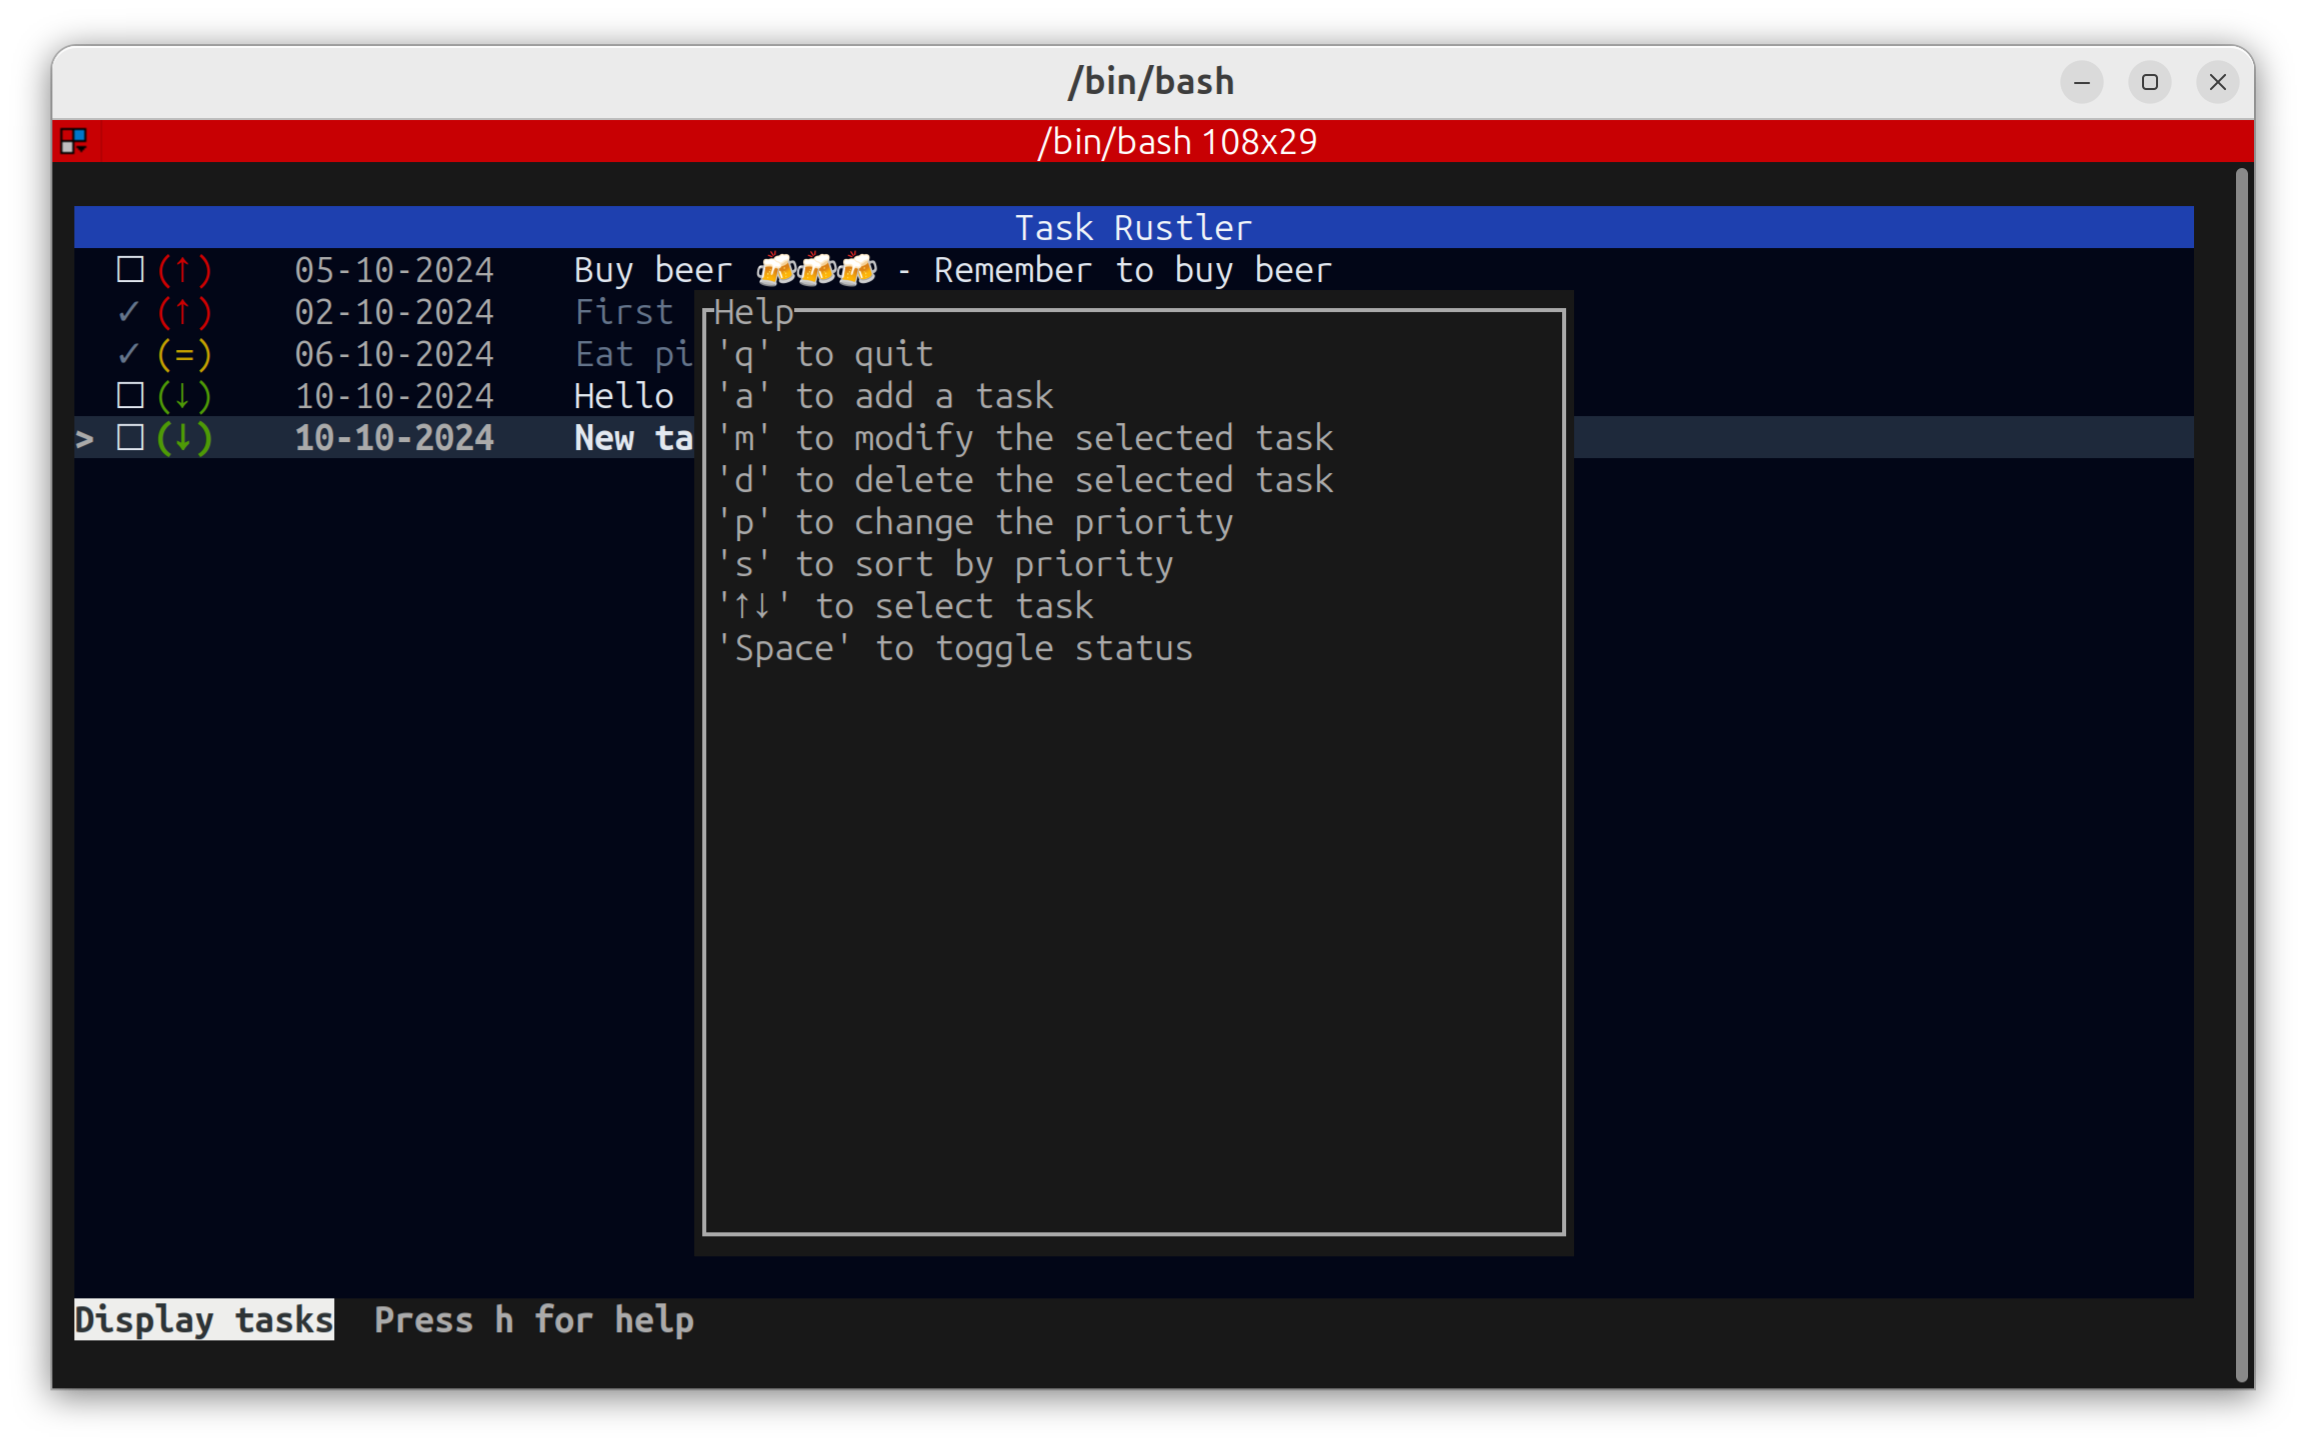 /bin/bash
/bin/bash 108x29
Task Rustler
☐ (↑) 05-10-2024 Buy beer 🍻🍻🍻 - Remember to buy beer
✓ (↑) 02-10-2024 First
✓ (=) 06-10-2024 Eat pi
☐ (↓) 10-10-2024 Hello
> ☐ (↓) 10-10-2024 New ta
Help
'q' to quit
'a' to add a task
'm' to modify the selected task
'd' to delete the selected task
'p' to change the priority
's' to sort by priority
'↑↓' to select task
'Space' to toggle status
Display tasks Press h for help